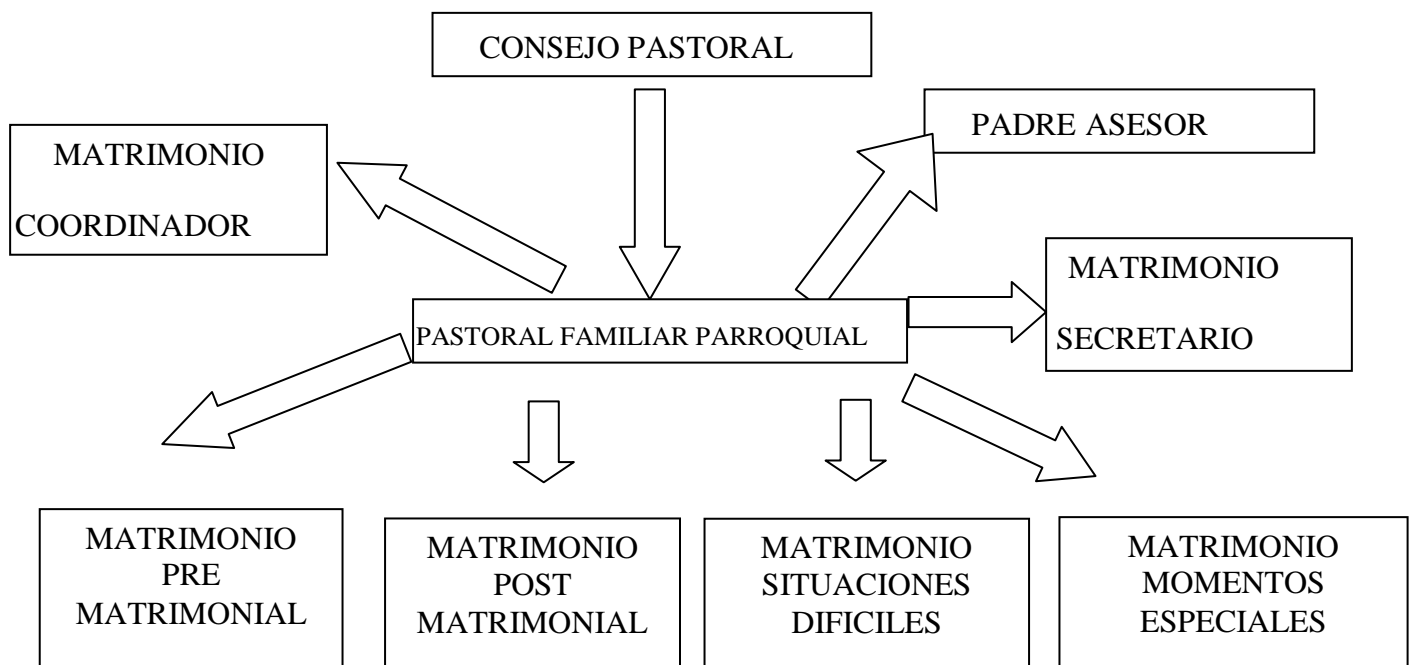 CONSEJO PASTORAL
PADRE ASESOR
MATRIMONIO
COORDINADOR
MATRIMONIO
SECRETARIO
PASTORAL FAMILIAR PARROQUIAL
MATRIMONIO
PRE
MATRIMONIAL
MATRIMONIO
POST
MATRIMONIAL
MATRIMONIO
SITUACIONES
DIFICILES
MATRIMONIO
MOMENTOS
ESPECIALES